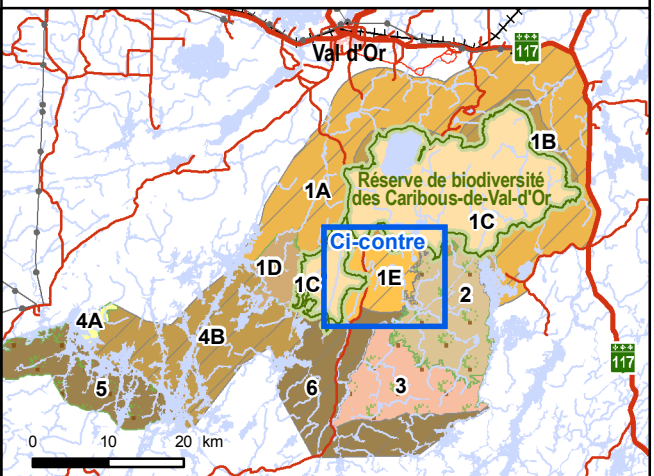 Val d'Or
117
1B
1A
Réserve de biodiversité
des Caribous-de-Val-d'Or
1C
Ci-contre
1D
1C
1E
2
4A
4B
117
5
6
3
0 10 20 km